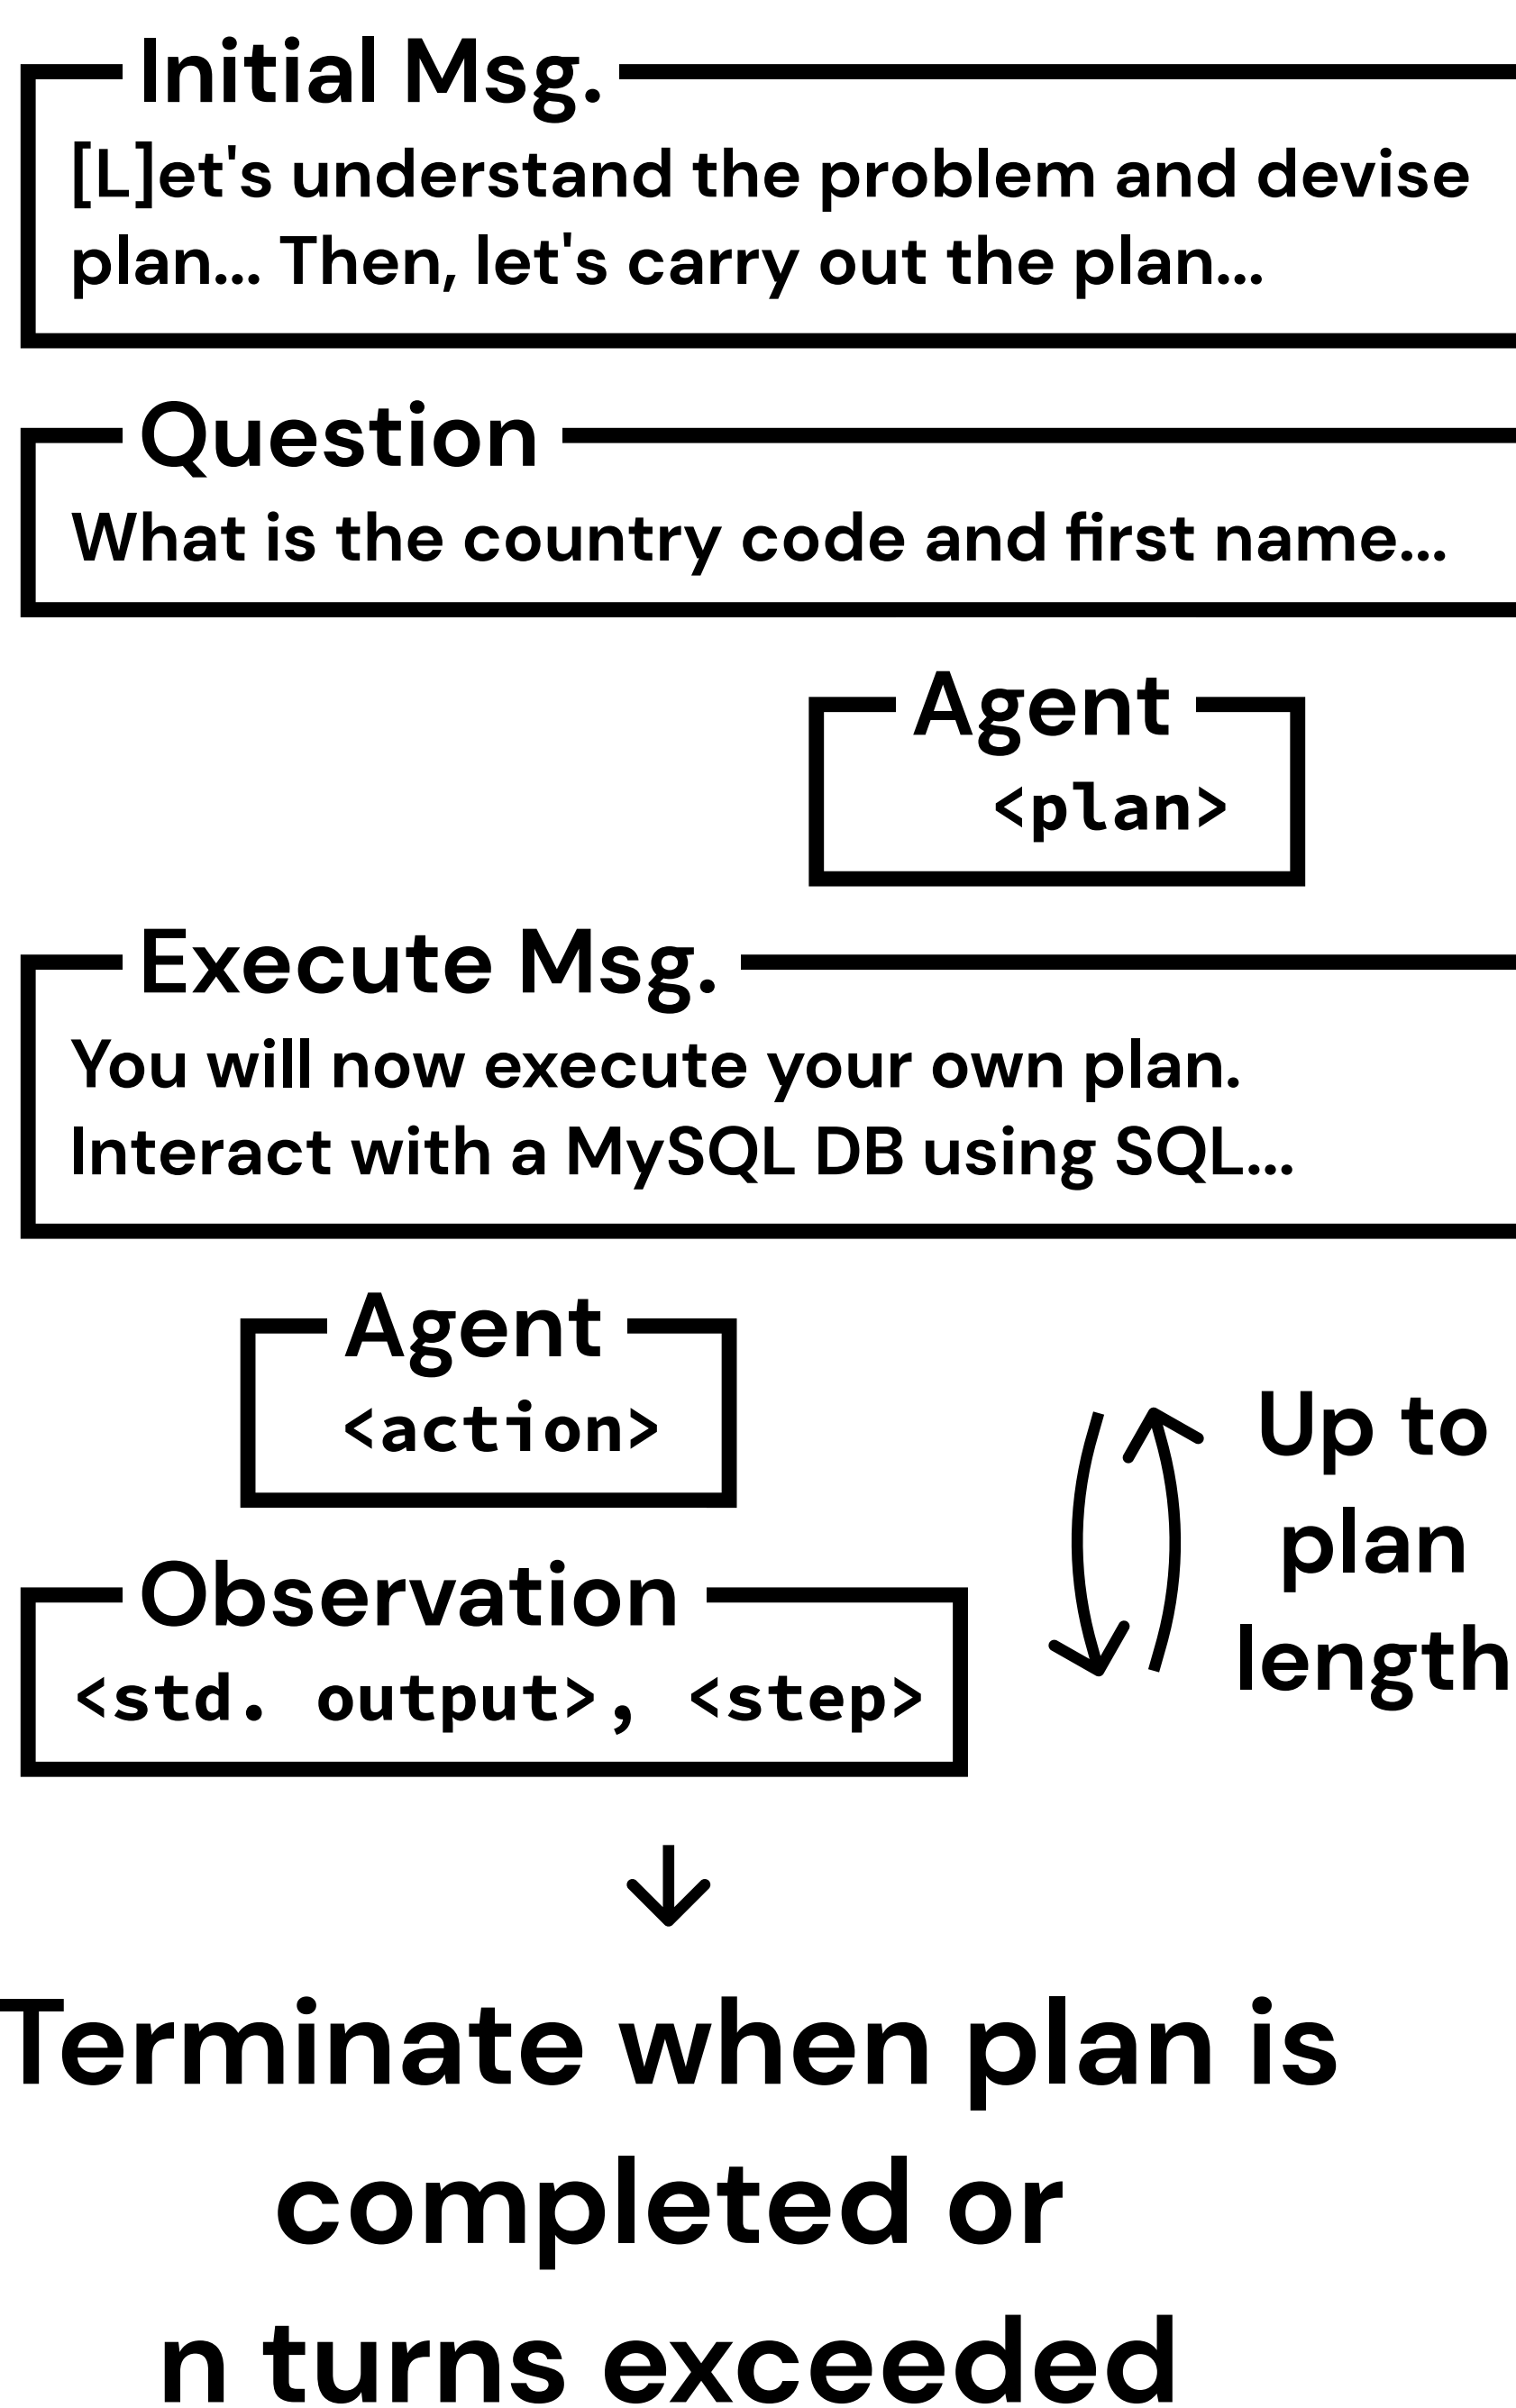 Initial Msg.
[L]et's understand the problem and devise
plan... Then, let's carry out the plan...
Question
What is the country code and first name...
Agent
<plan>
Execute Msg.
You will now execute your own plan.
Interact with a MySQL DB using SQL...
Agent
<action>
Observation
<std. output>, <step>
Up to
plan
length
Terminate when plan is
completed or
n turns exceeded